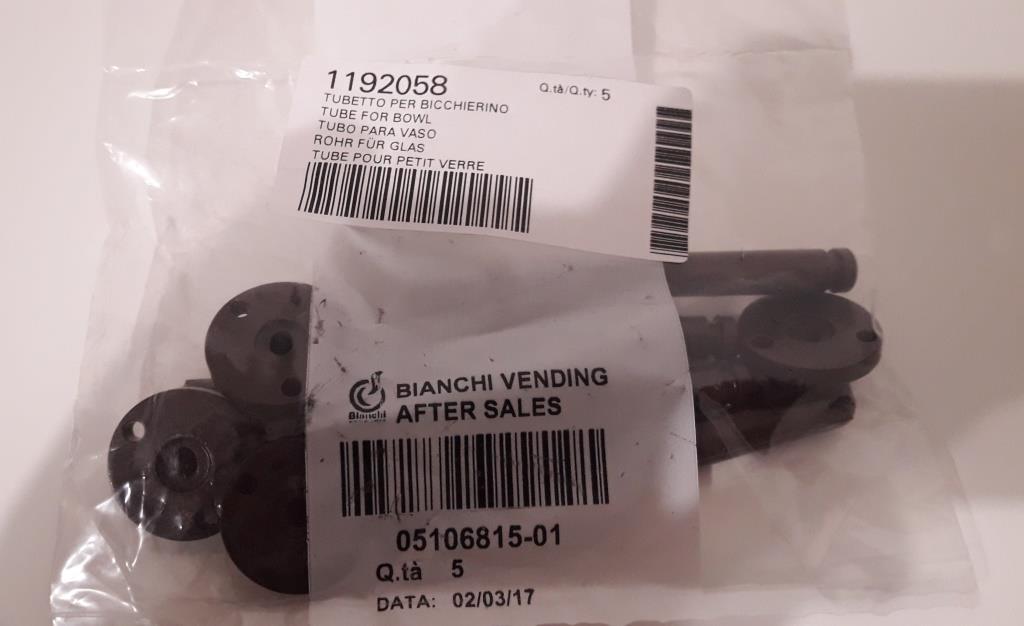 1192058
Q.tà/Q.ty: 5
TUBETTO PER BICCHIERINO
TUBE FOR BOWL
TUBO PARA VASO
ROHR FÜR GLAS
TUBE POUR PETIT VERRE
Bianchi
BIANCHI VENDING
AFTER SALES
05106815-01
Q.tà 5
DATA: 02/03/17